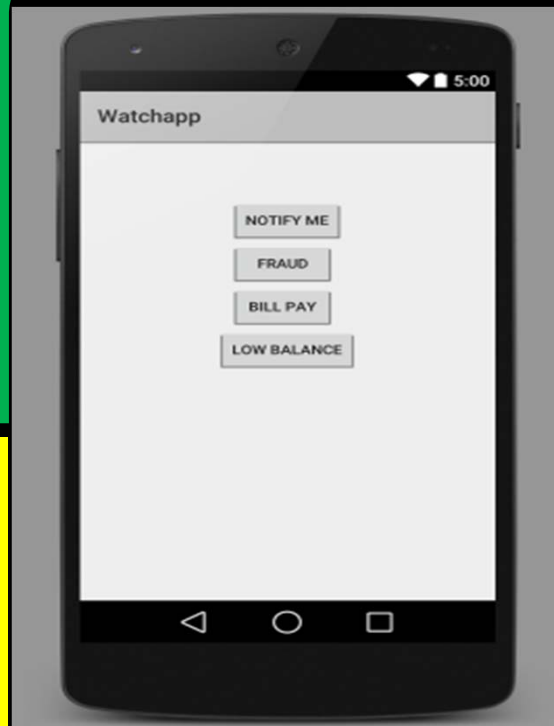 5:00
Watchapp
NOTIFY ME
FRAUD
BILL PAY
LOW BALANCE